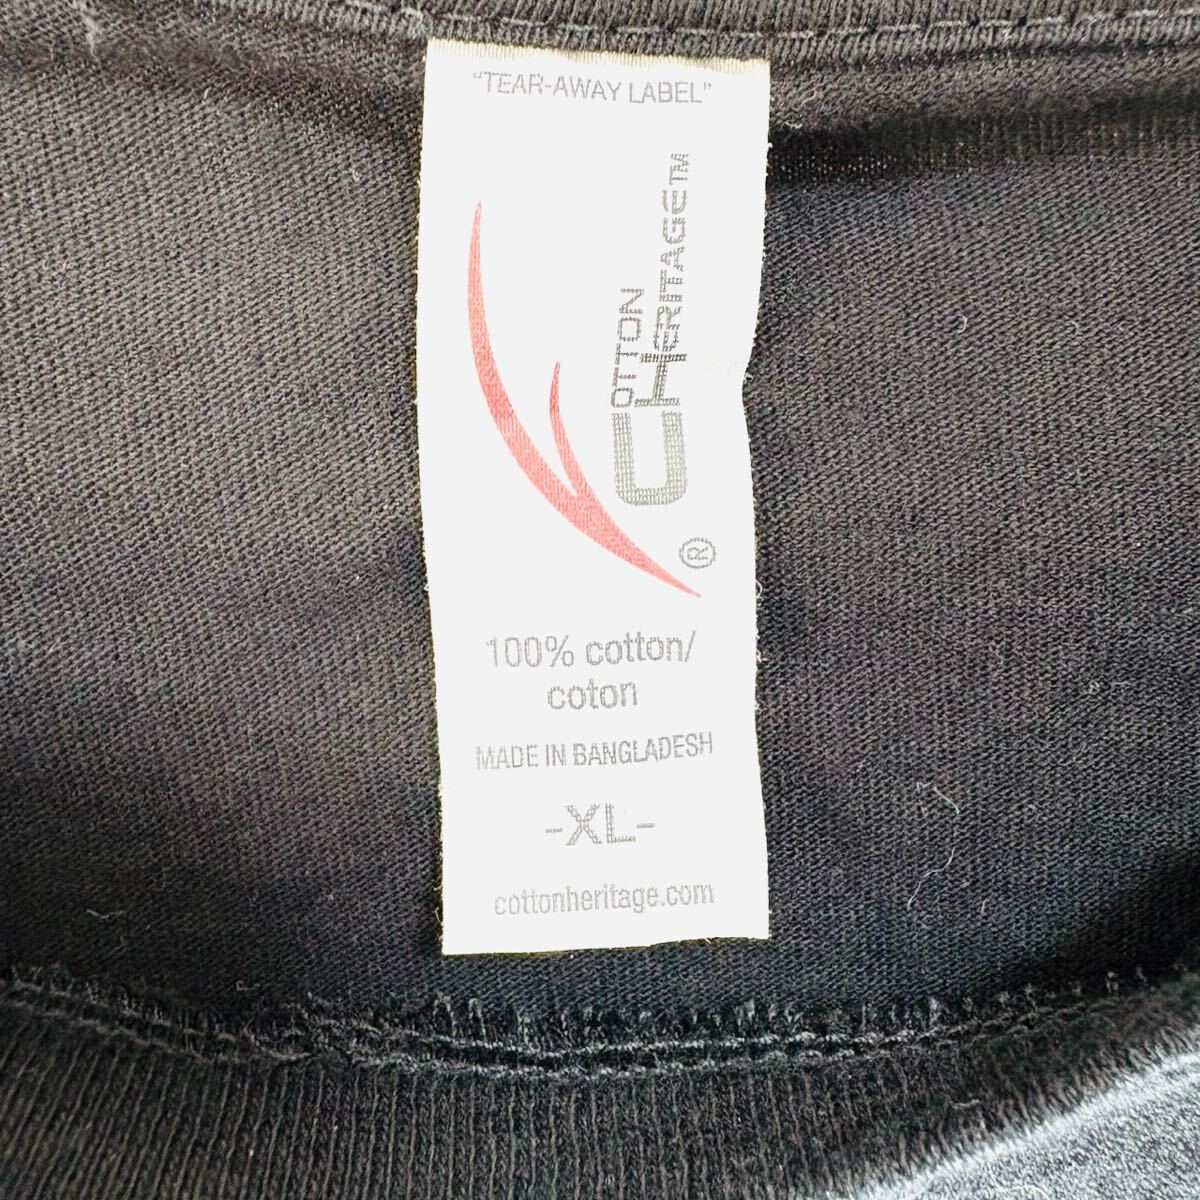 "TEAR-AWAY LABEL"
COTTON
HERITAGE™
®
100% cotton/
coton
MADE IN BANGLADESH
-XL-
cottonheritage.com